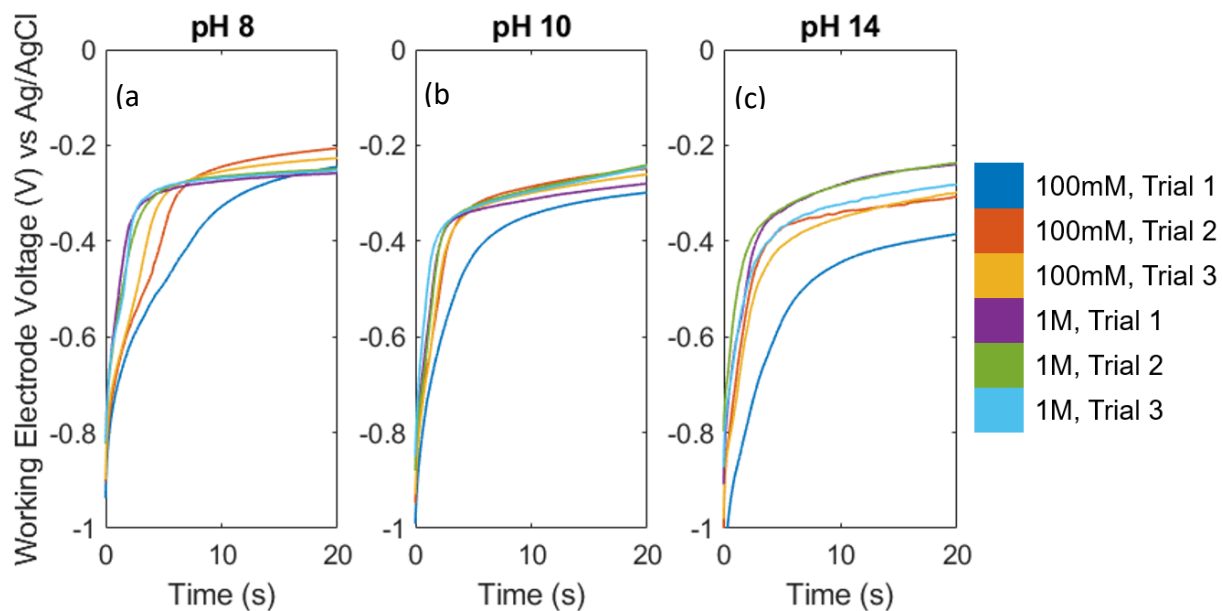 pH 8
pH 10
pH 14
Working Electrode Voltage (V) vs Ag/AgCl
0
-0.2
-0.4
-0.6
-0.8
-1
(a
0
10
20
Time (s)
0
-0.2
-0.4
-0.6
-0.8
-1
(b)
0
10
20
Time (s)
0
-0.2
-0.4
-0.6
-0.8
-1
(c)
0
10
20
Time (s)
100mM, Trial 1
100mM, Trial 2
100mM, Trial 3
1M, Trial 1
1M, Trial 2
1M, Trial 3